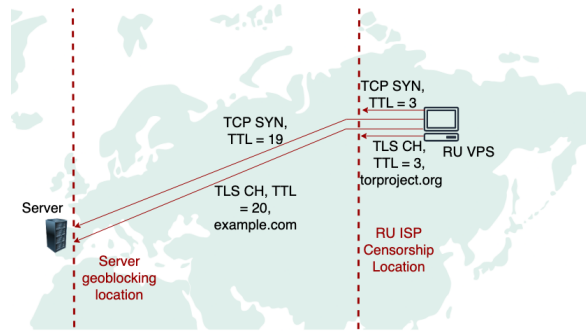 TCP SYN,
TTL = 3
TCP SYN,
TTL = 19
TLS CH,
TTL = 3,
torproject.org
RU VPS
TLS CH, TTL
= 20,
example.com
Server
Server
geoblocking
location
RU ISP
Censorship
Location